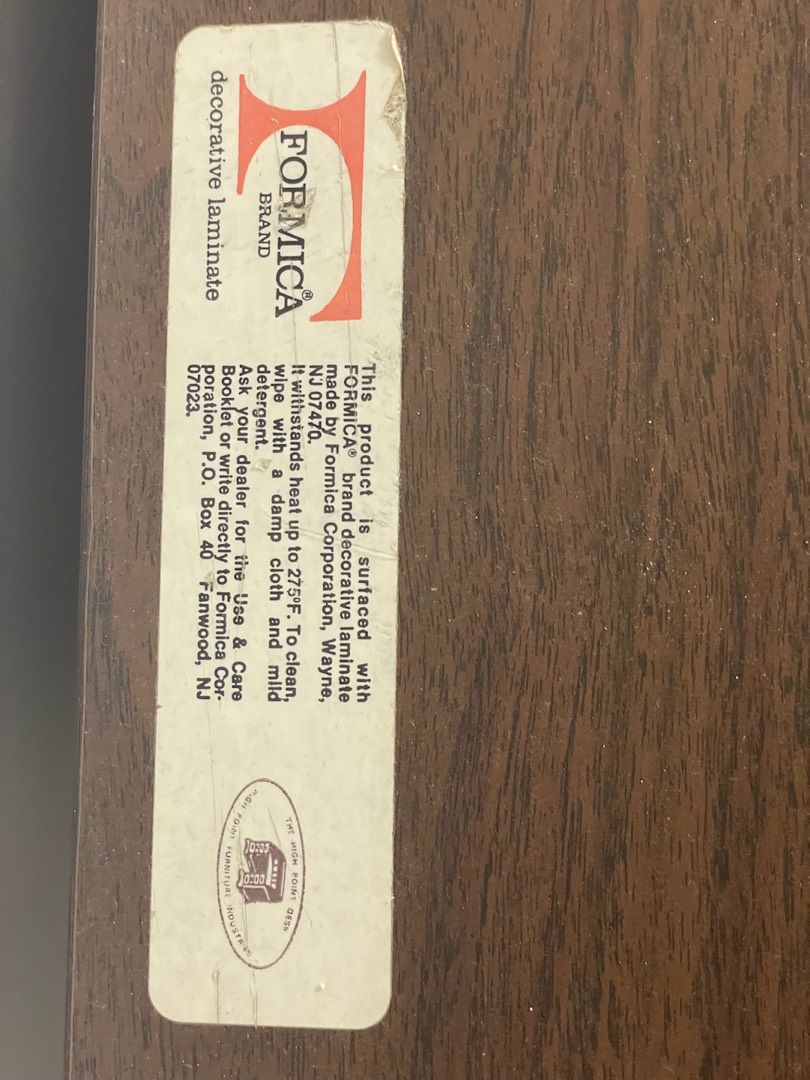 FORMICA®
BRAND
decorative laminate
This product is surfaced with
FORMICA® brand decorative laminate
made by Formica Corporation, Wayne,
NJ 07470.
It withstands heat up to 275°F. To clean,
wipe with a damp cloth and mild
detergent.
Ask your dealer for the Use & Care
Booklet or write directly to Formica Cor-
poration, P.O. Box 40 Fanwood, NJ
07023.
THE HIGH POINT DESK
HIGH POINT FURNITURE INDUSTRIES